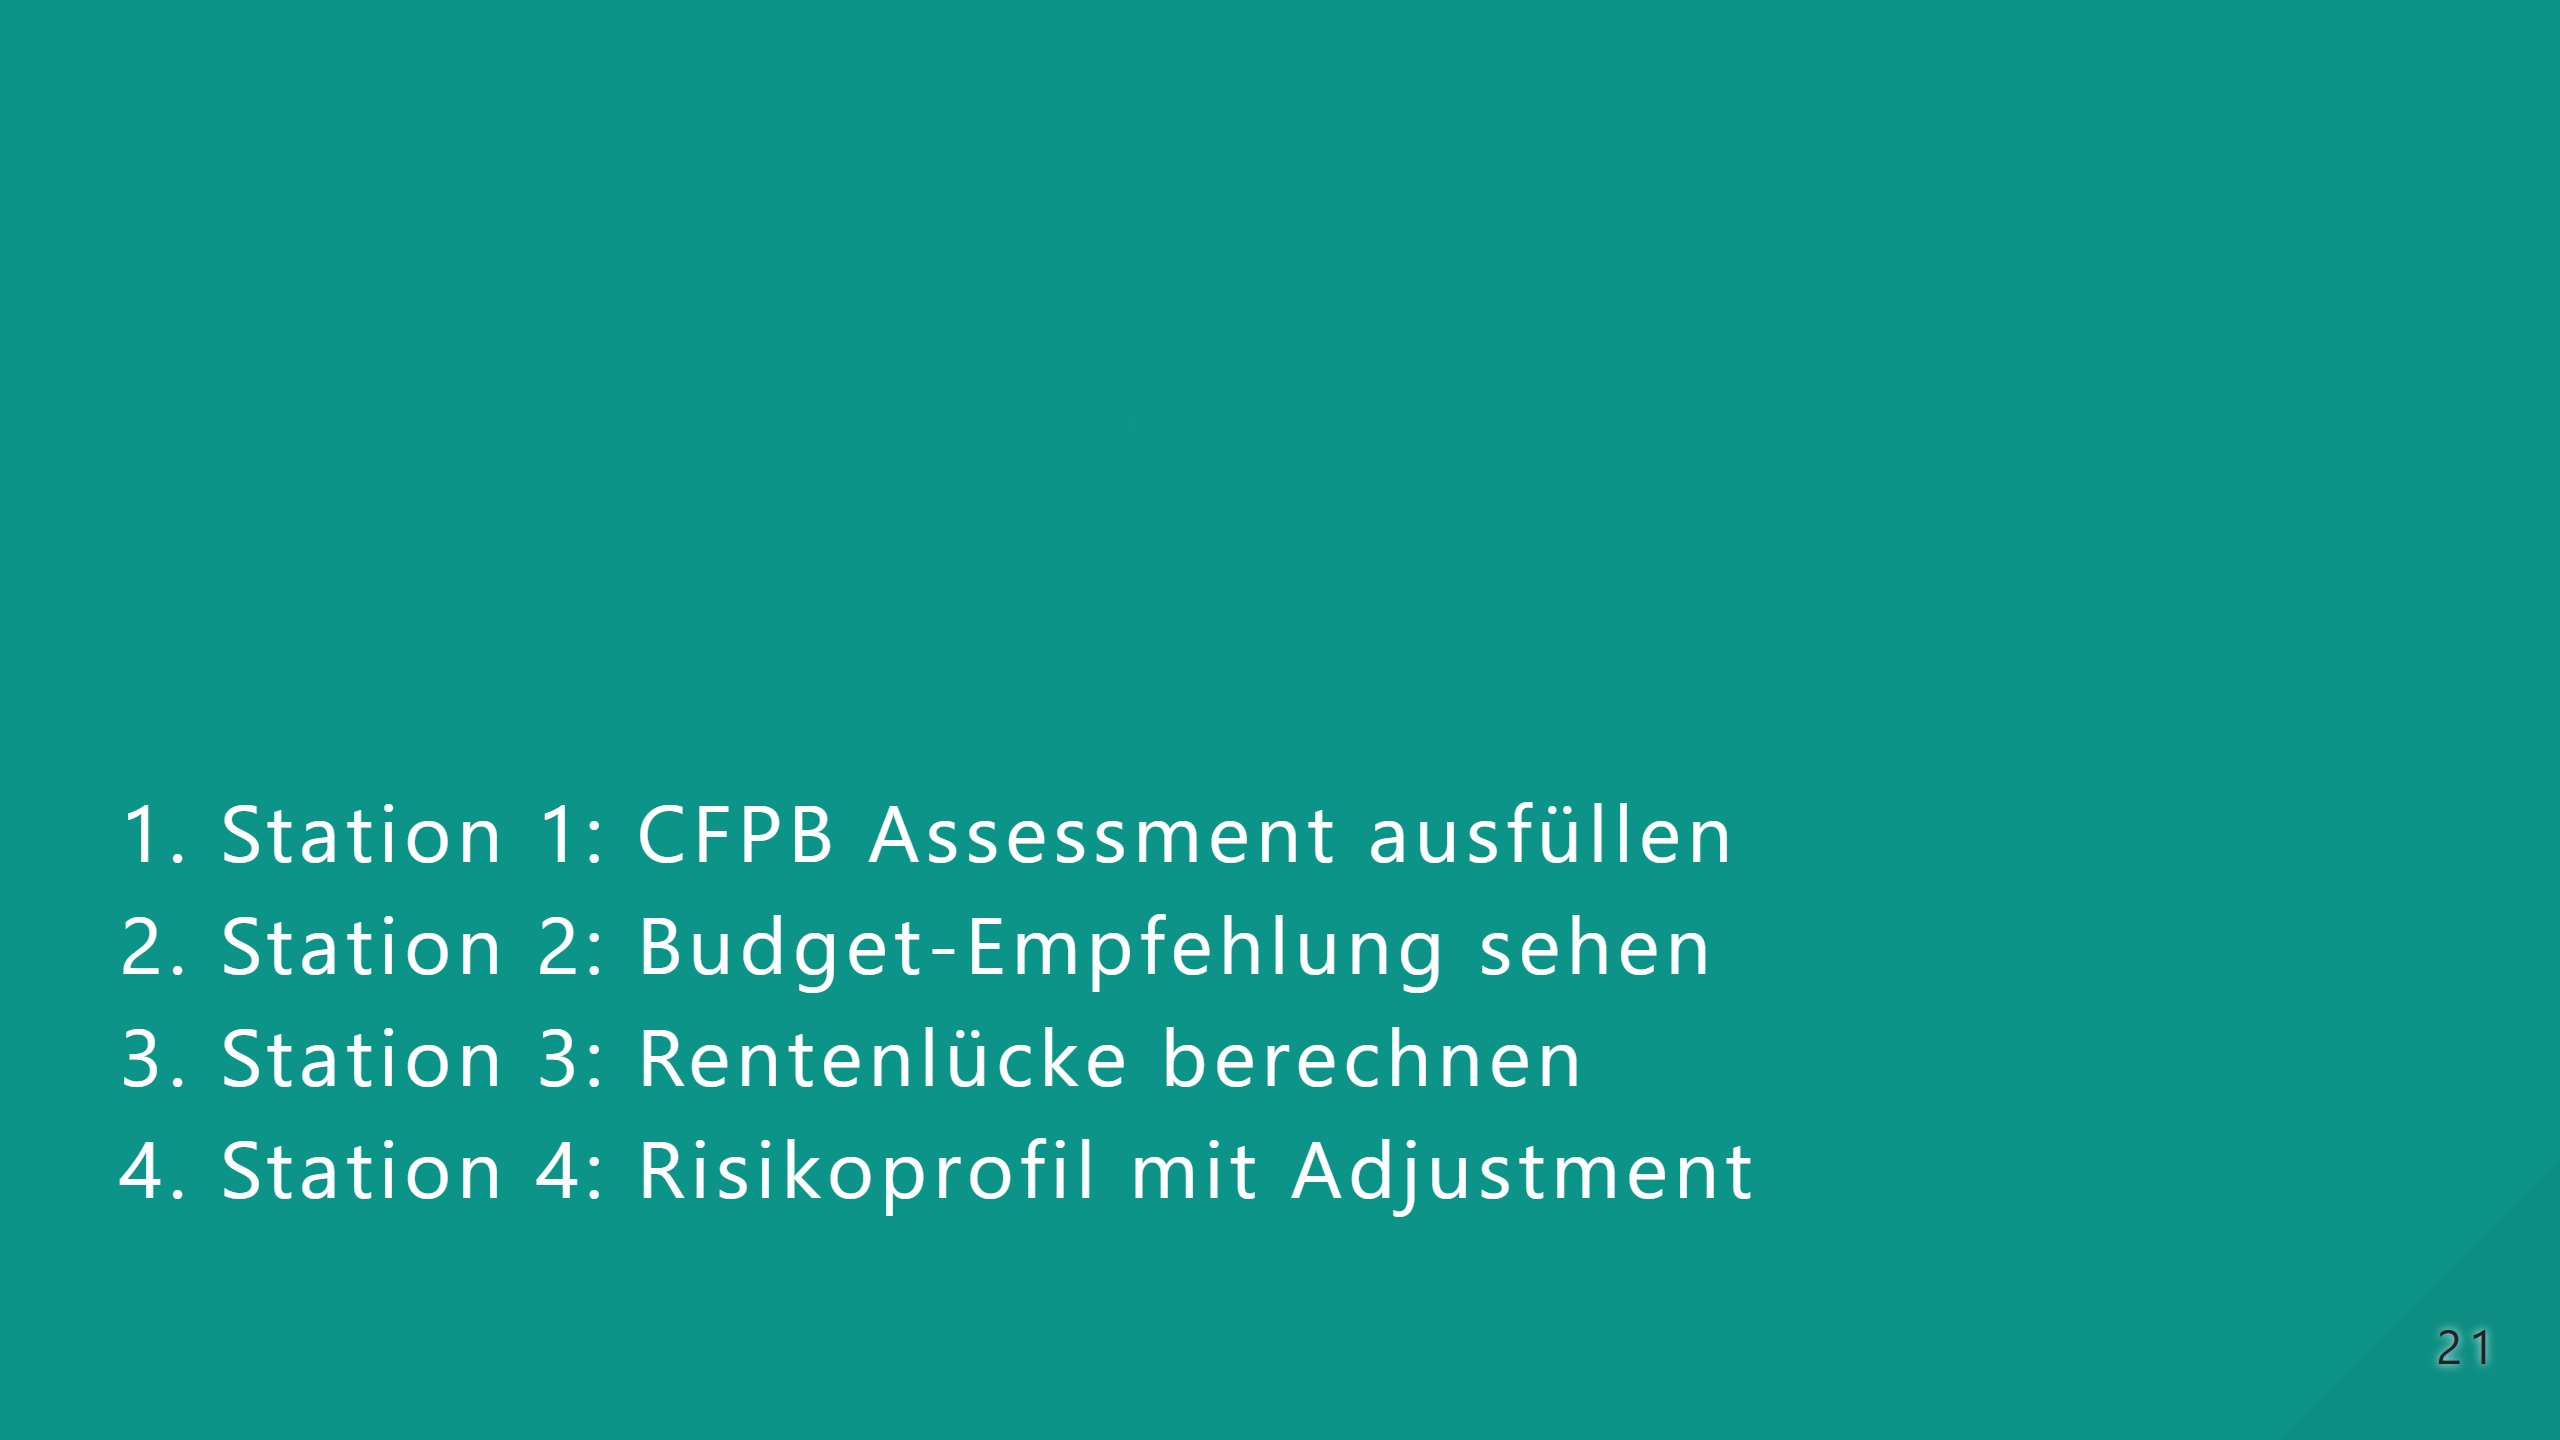 1. Station 1: CFPB Assessment ausfüllen
2. Station 2: Budget-Empfehlung sehen
3. Station 3: Rentenlücke berechnen
4. Station 4: Risikoprofil mit Adjustment
21